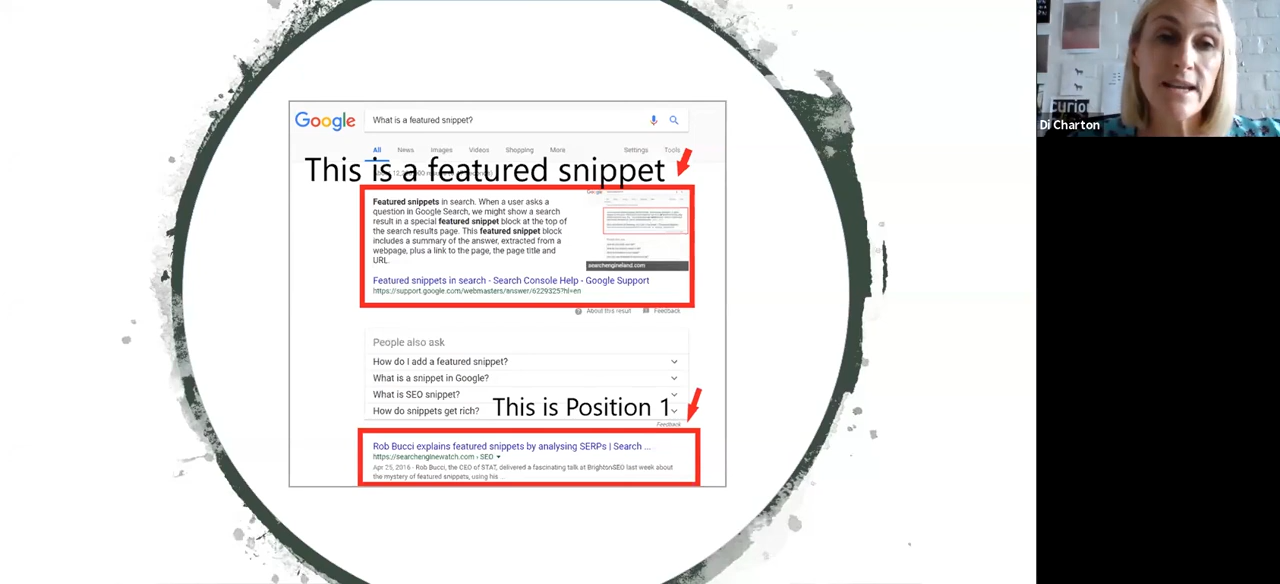 Google
What is a featured snippet?
All News Images Videos Shopping More Settings Tools
This is a featured snippet
Featured snippets in search. When a user asks a
question in Google Search, we might show a search
result in a special featured snippet block at the top of
the search results page. This featured snippet block
includes a summary of the answer, extracted from a
webpage, plus a link to the page, the page title and
URL.
Google
searchengineland.com
Featured snippets in search - Search Console Help - Google Support
https://support.google.com/webmasters/answer/6229325?hl=en
About this result Feedback
People also ask
How do I add a featured snippet?
What is a snippet in Google?
What is SEO snippet?
How do snippets get rich?
This is Position 1
Feedback
Rob Bucci explains featured snippets by analysing SERPs | Search ...
https://searchenginewatch.com › SEO
Apr 25, 2016 - Rob Bucci, the CEO of STAT, delivered a fascinating talk at BrightonSEO last week about
the mystery of featured snippets, using his ...
curio
Di Charton